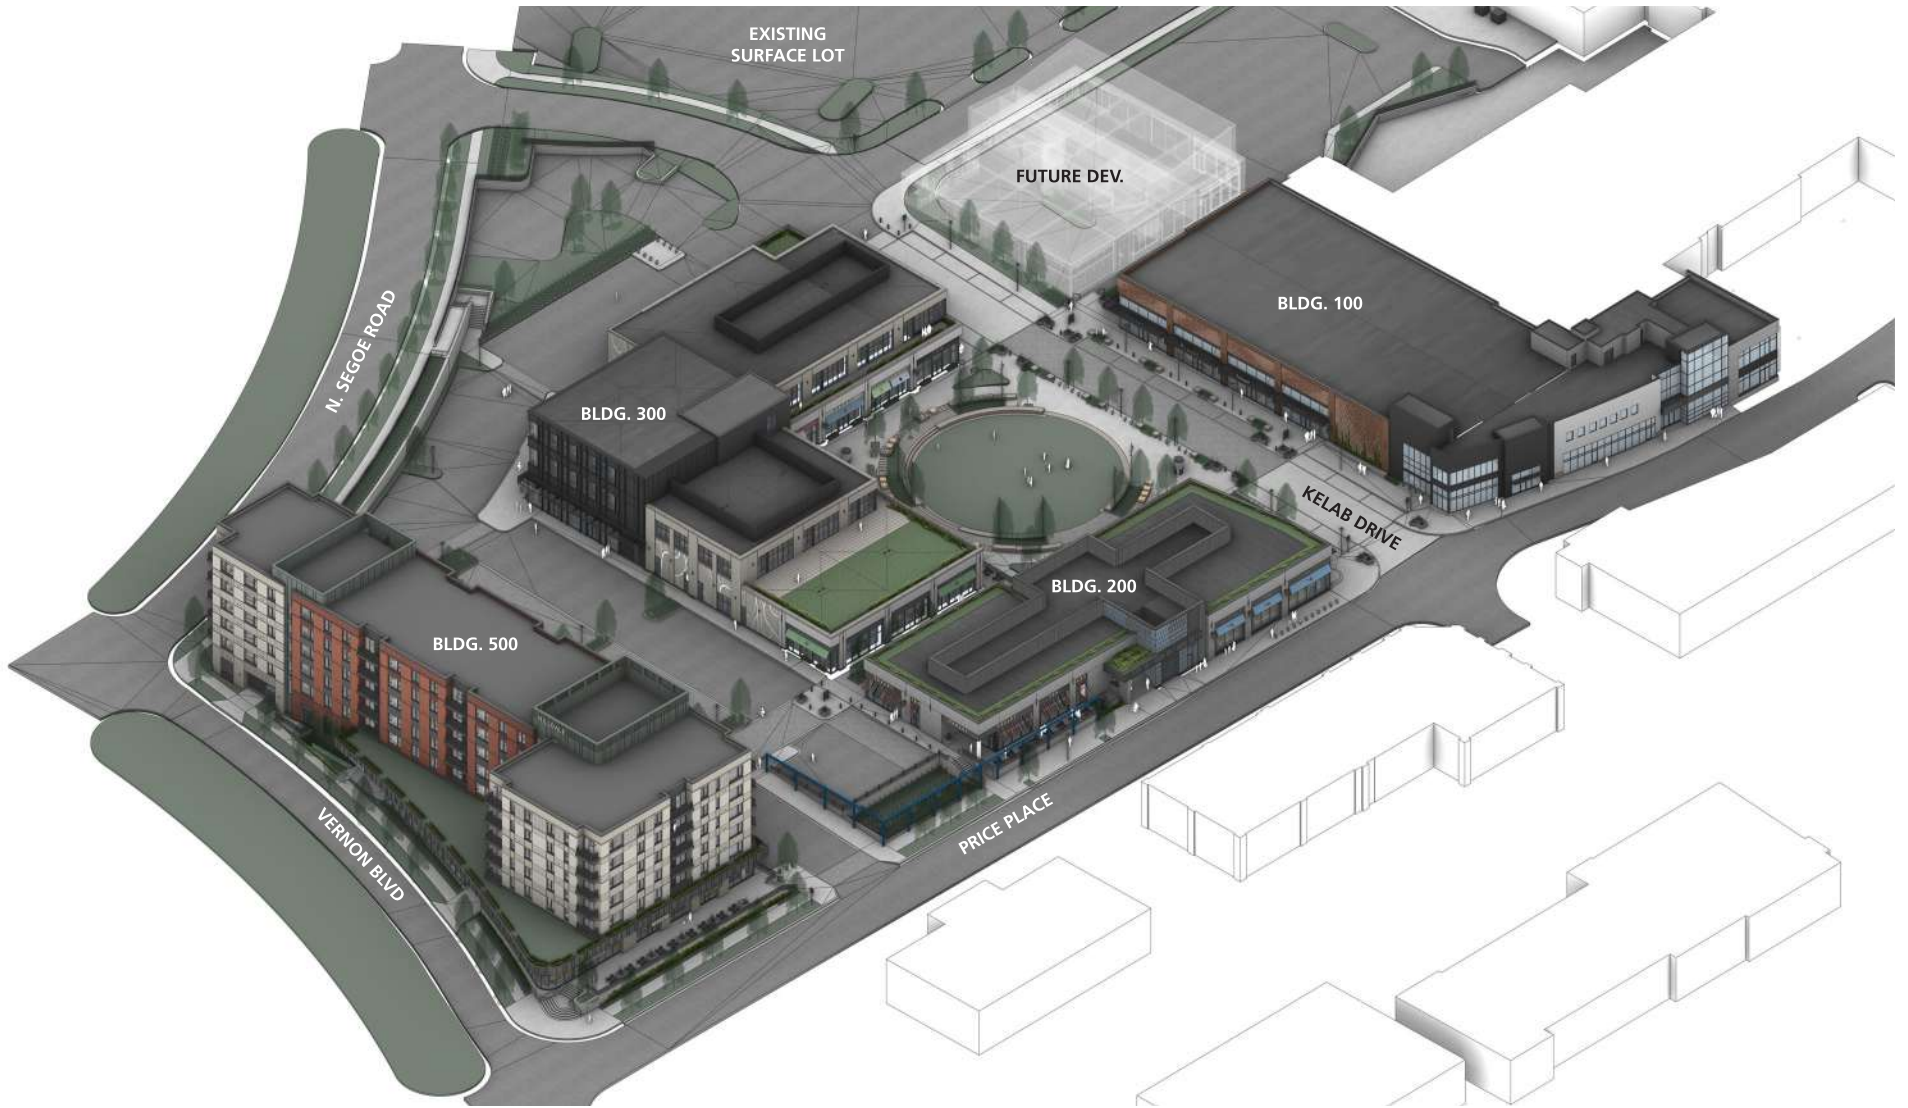 EXISTING
SURFACE LOT
FUTURE DEV.
BLDG. 100
N. SEGOE ROAD
BLDG. 300
KELAB DRIVE
BLDG. 200
BLDG. 500
PRICE PLACE
VERNON BLVD